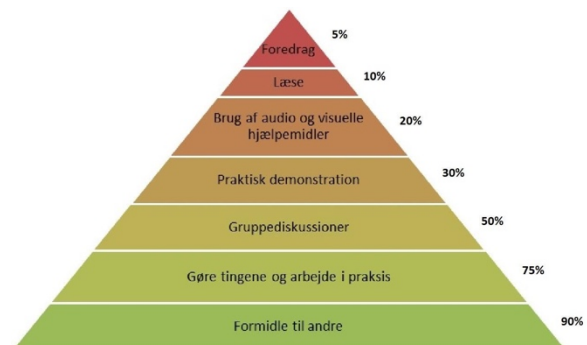 Foredrag 5%
Læse 10%
Brug af audio og visuelle
hjælpemidler 20%
Praktisk demonstration 30%
Gruppediskussioner 50%
Gøre tingene og arbejde i praksis 75%
Formidle til andre 90%